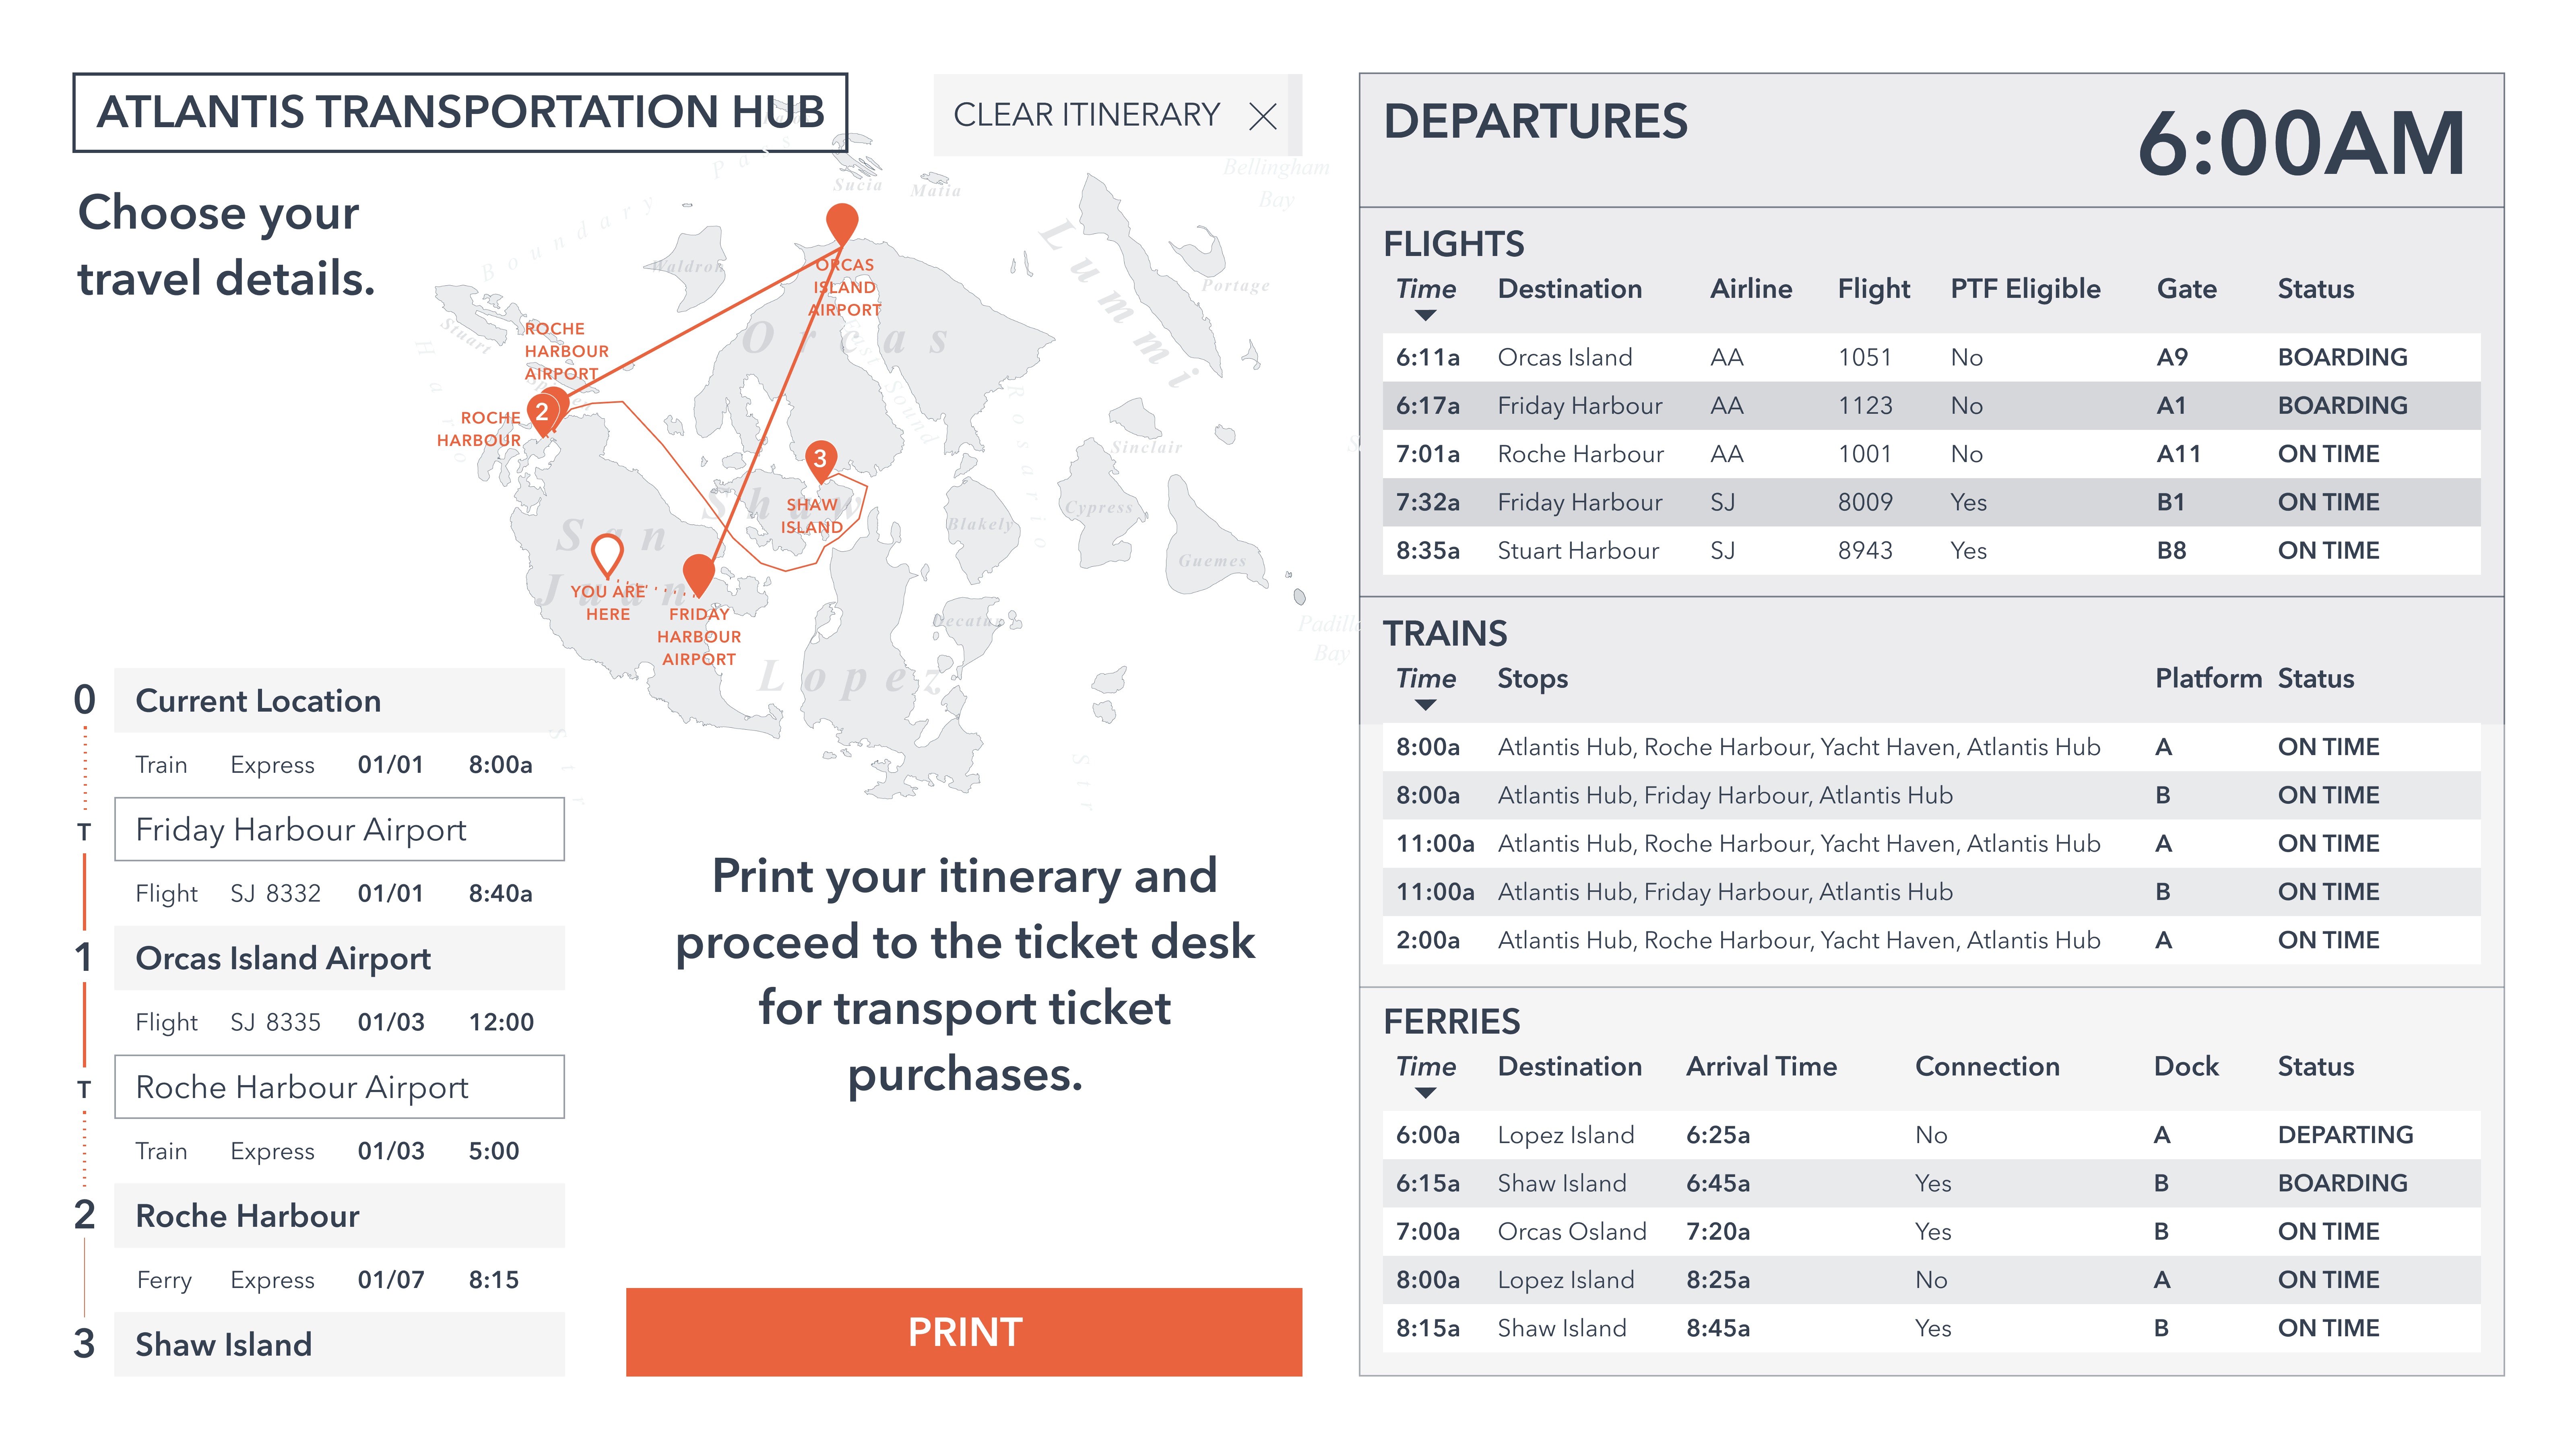 ATLANTIS TRANSPORTATION HUB
CLEAR ITINERARY
Choose your
travel details.
Boundary Pass
Sucia
Matia
Bellingham
Bay
Waldron
ORCAS
ISLAND
AIRPORT
Orcas
East Sound
Lummi
Portage
Stuart
Haro
ROCHE
HARBOUR
AIRPORT
ROCHE
HARBOUR
2
3
SHAW
ISLAND
Shaw
Rosario
Sinclair
Cypress
Blakely
Guemes
San
Juan
YOU ARE
HERE
FRIDAY
HARBOUR
AIRPORT
Decatur
Padilla
Bay
Lopez
Str
Str
0 Current Location
Train Express 01/01 8:00a
T Friday Harbour Airport
Flight SJ 8332 01/01 8:40a
1 Orcas Island Airport
Flight SJ 8335 01/03 12:00
T Roche Harbour Airport
Train Express 01/03 5:00
2 Roche Harbour
Ferry Express 01/07 8:15
3 Shaw Island
Print your itinerary and
proceed to the ticket desk
for transport ticket
purchases.
PRINT
DEPARTURES 6:00AM
FLIGHTS
Time Destination Airline Flight PTF Eligible Gate Status
6:11a Orcas Island AA 1051 No A9 BOARDING
6:17a Friday Harbour AA 1123 No A1 BOARDING
7:01a Roche Harbour AA 1001 No A11 ON TIME
7:32a Friday Harbour SJ 8009 Yes B1 ON TIME
8:35a Stuart Harbour SJ 8943 Yes B8 ON TIME
TRAINS
Time Stops Platform Status
8:00a Atlantis Hub, Roche Harbour, Yacht Haven, Atlantis Hub A ON TIME
8:00a Atlantis Hub, Friday Harbour, Atlantis Hub B ON TIME
11:00a Atlantis Hub, Roche Harbour, Yacht Haven, Atlantis Hub A ON TIME
11:00a Atlantis Hub, Friday Harbour, Atlantis Hub B ON TIME
2:00a Atlantis Hub, Roche Harbour, Yacht Haven, Atlantis Hub A ON TIME
FERRIES
Time Destination Arrival Time Connection Dock Status
6:00a Lopez Island 6:25a No A DEPARTING
6:15a Shaw Island 6:45a Yes B BOARDING
7:00a Orcas Osland 7:20a Yes B ON TIME
8:00a Lopez Island 8:25a No A ON TIME
8:15a Shaw Island 8:45a Yes B ON TIME